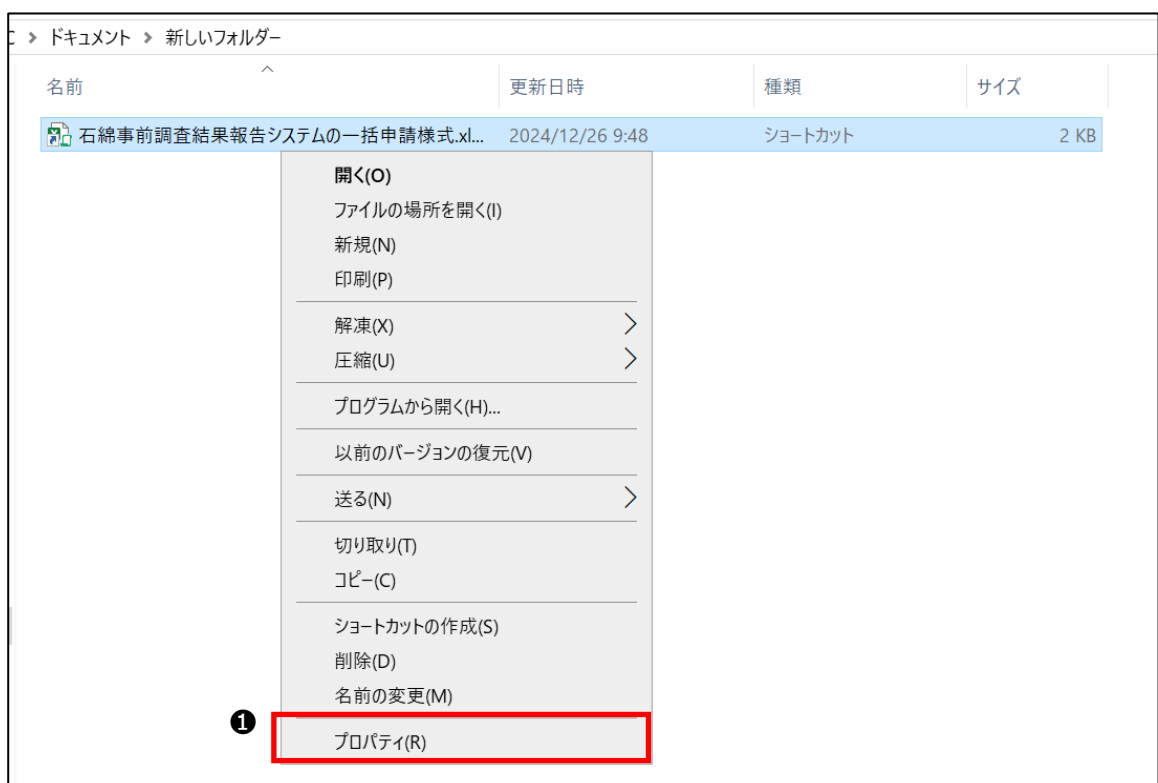 > ドキュメント > 新しいフォルダー
名前 更新日時 種類 サイズ
石綿事前調査結果報告システムの一括申請様式.xl... 2024/12/26 9:48 ショートカット 2 KB
開く(O)
ファイルの場所を開く(I)
新規(N)
印刷(P)
解凍(X)
圧縮(U)
プログラムから開く(H)...
以前のバージョンの復元(V)
送る(N)
切り取り(T)
コピー(C)
ショートカットの作成(S)
削除(D)
名前の変更(M)
❶
プロパティ(R)